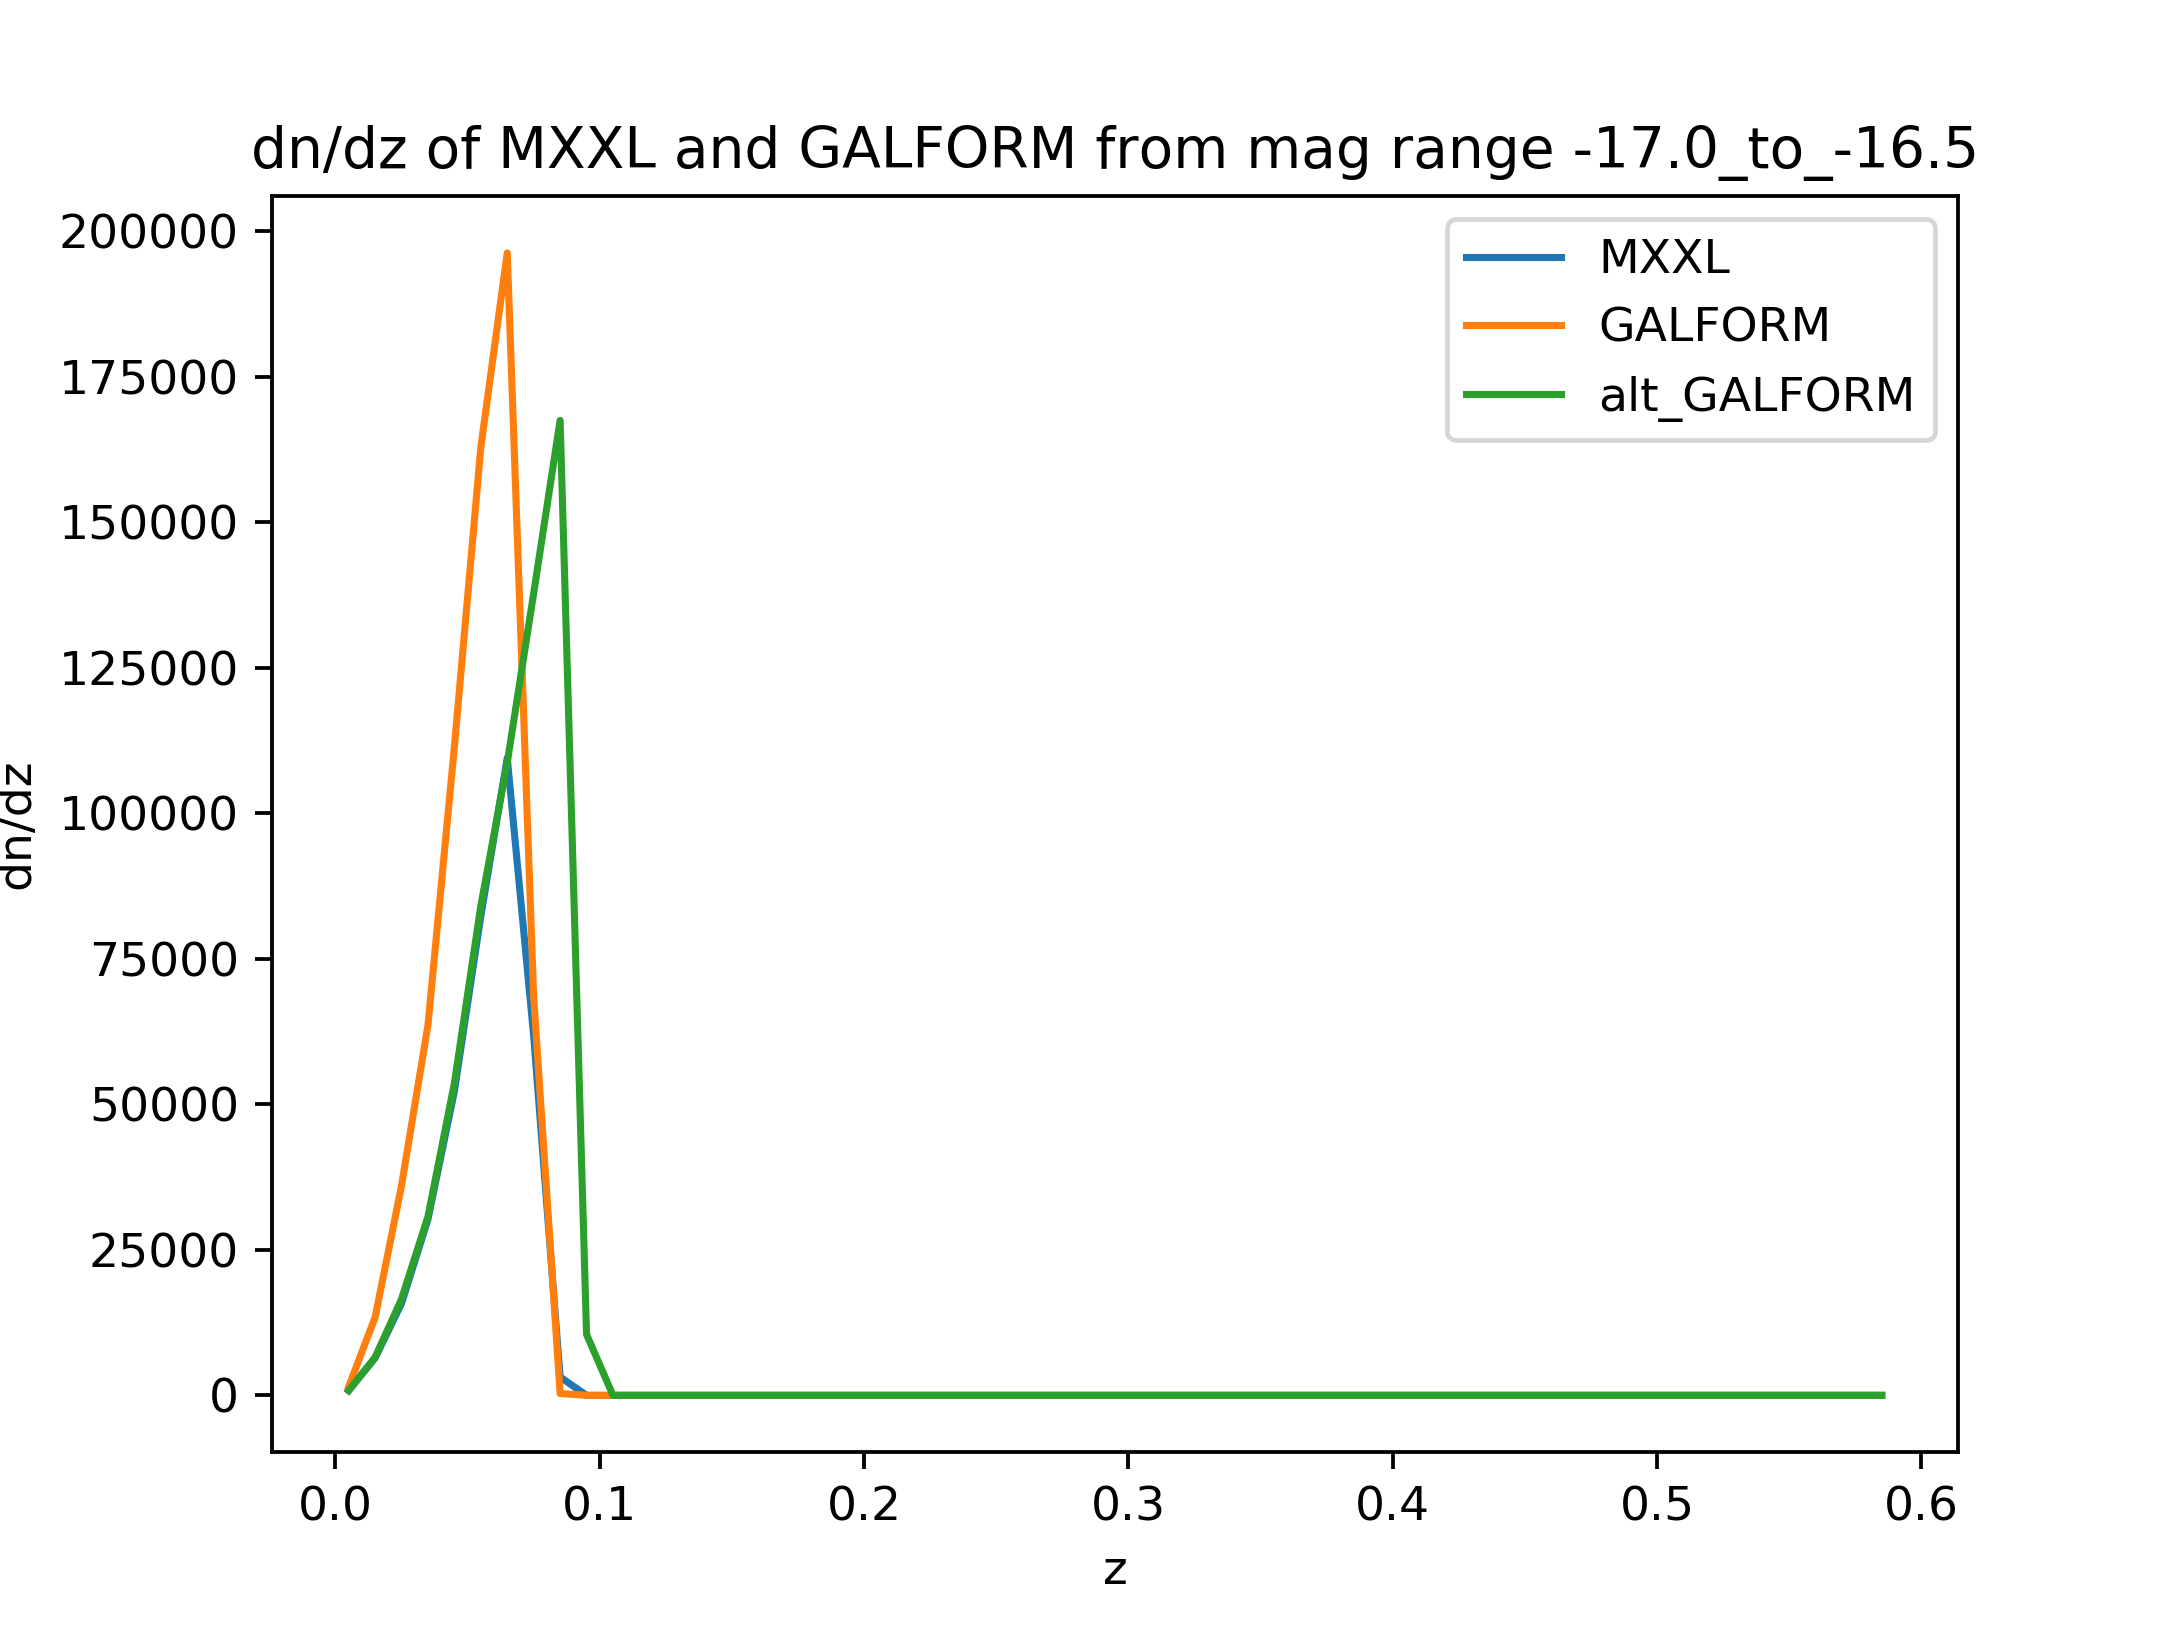 dn/dz of MXXL and GALFORM from mag range -17.0_to_-16.5
MXXL
GALFORM
alt_GALFORM
200000
175000
150000
125000
100000
75000
50000
25000
0
dn/dz
0.0 0.1 0.2 0.3 0.4 0.5 0.6
z